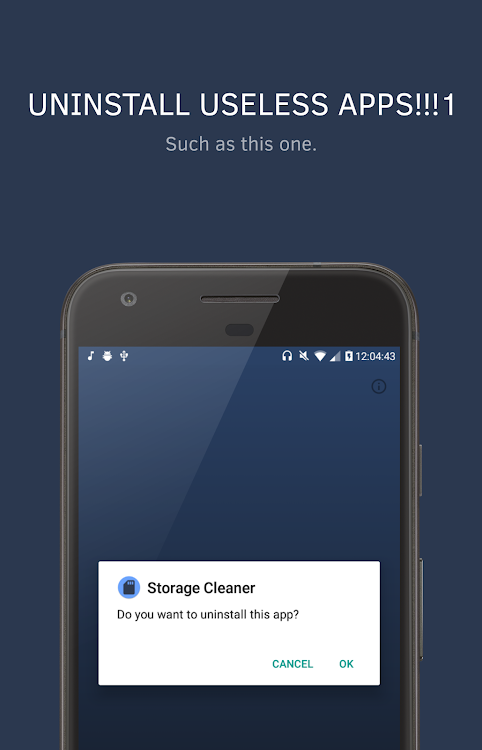 UNINSTALL USELESS APPS!!!1
Such as this one.
12:04:43
Storage Cleaner
Do you want to uninstall this app?
CANCEL OK